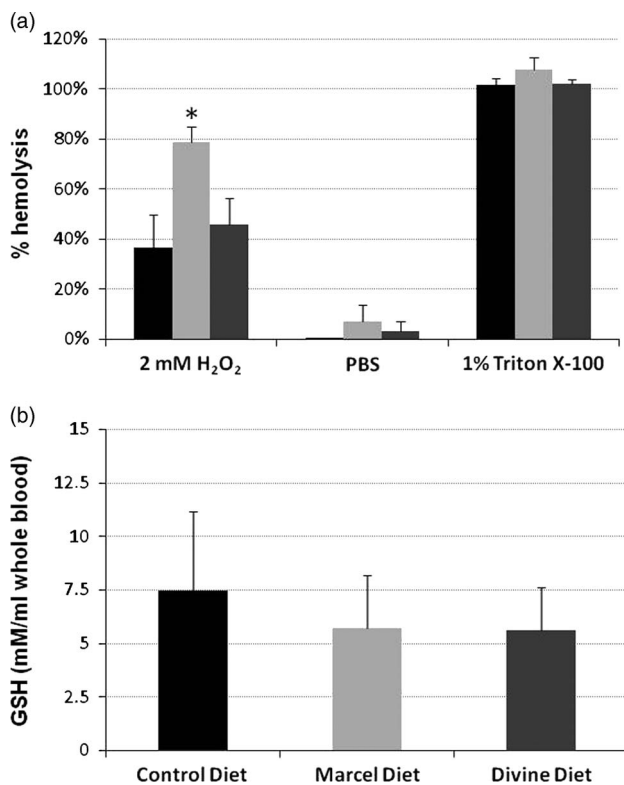 (a)
120%
100%
80%
60%
40%
20%
0%
% hemolysis
*
2 mM H₂O₂
PBS
1% Triton X-100
(b)
15
12.5
10
7.5
5
2.5
0
GSH (mM/ml whole blood)
Control Diet
Marcel Diet
Divine Diet